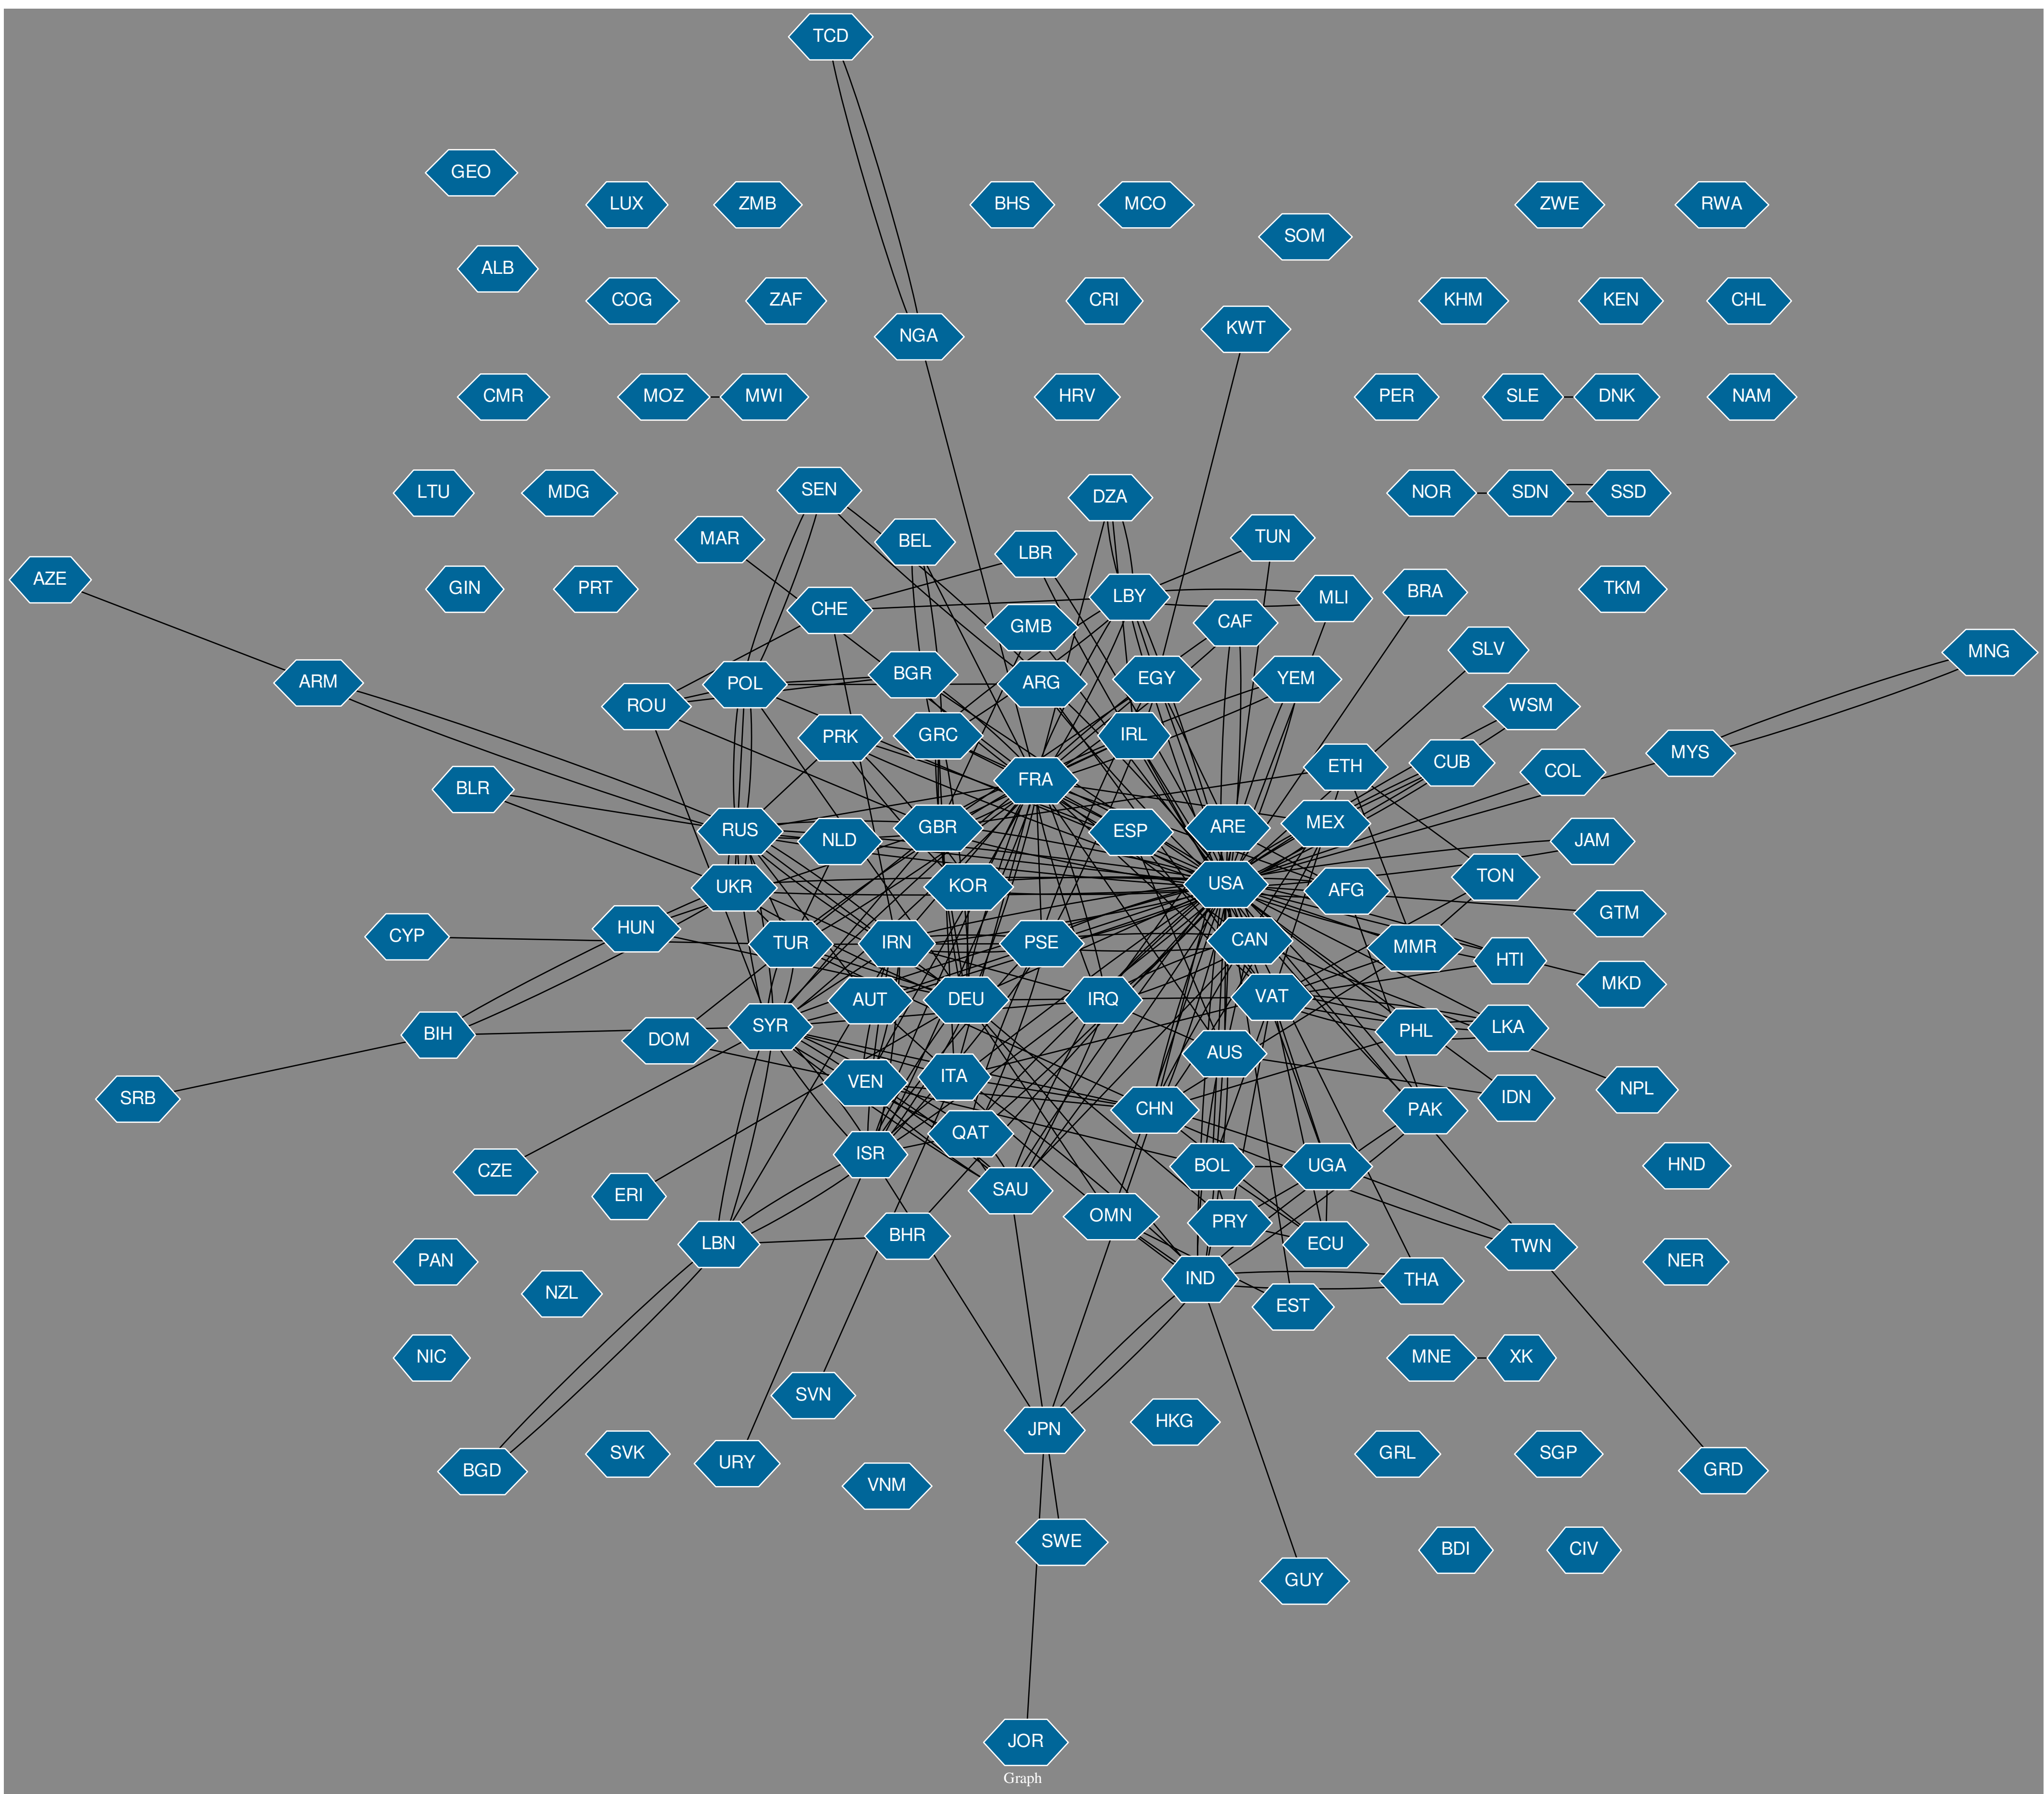 TCD
GEO
LUX
ZMB
BHS
MCO
ZWE
RWA
SOM
ALB
COG
ZAF
CRI
KHM
KEN
CHL
NGA
KWT
CMR
MOZ
MWI
HRV
PER
SLE
DNK
NAM
LTU
MDG
SEN
DZA
NOR
SDN
SSD
MAR
BEL
LBR
TUN
AZE
GIN
PRT
CHE
GMB
LBY
CAF
MLI
BRA
TKM
ARM
ROU
POL
BGR
ARG
EGY
YEM
SLV
MNG
PRK
GRC
IRL
WSM
BLR
FRA
ETH
CUB
COL
MYS
RUS
NLD
GBR
ESP
ARE
MEX
JAM
UKR
KOR
USA
AFG
TON
GTM
CYP
HUN
TUR
IRN
PSE
CAN
MMR
HTI
MKD
BIH
DOM
SYR
AUT
DEU
IRQ
VAT
PHL
LKA
AUS
SRB
VEN
ITA
CHN
PAK
IDN
NPL
CZE
ERI
ISR
QAT
SAU
BOL
UGA
HND
PAN
NZL
LBN
BHR
OMN
PRY
ECU
TWN
NER
IND
EST
THA
NIC
SVN
MNE
XK
BGD
SVK
URY
VNM
JPN
HKG
GRL
SGP
GRD
SWE
GUY
BDI
CIV
JOR
Graph